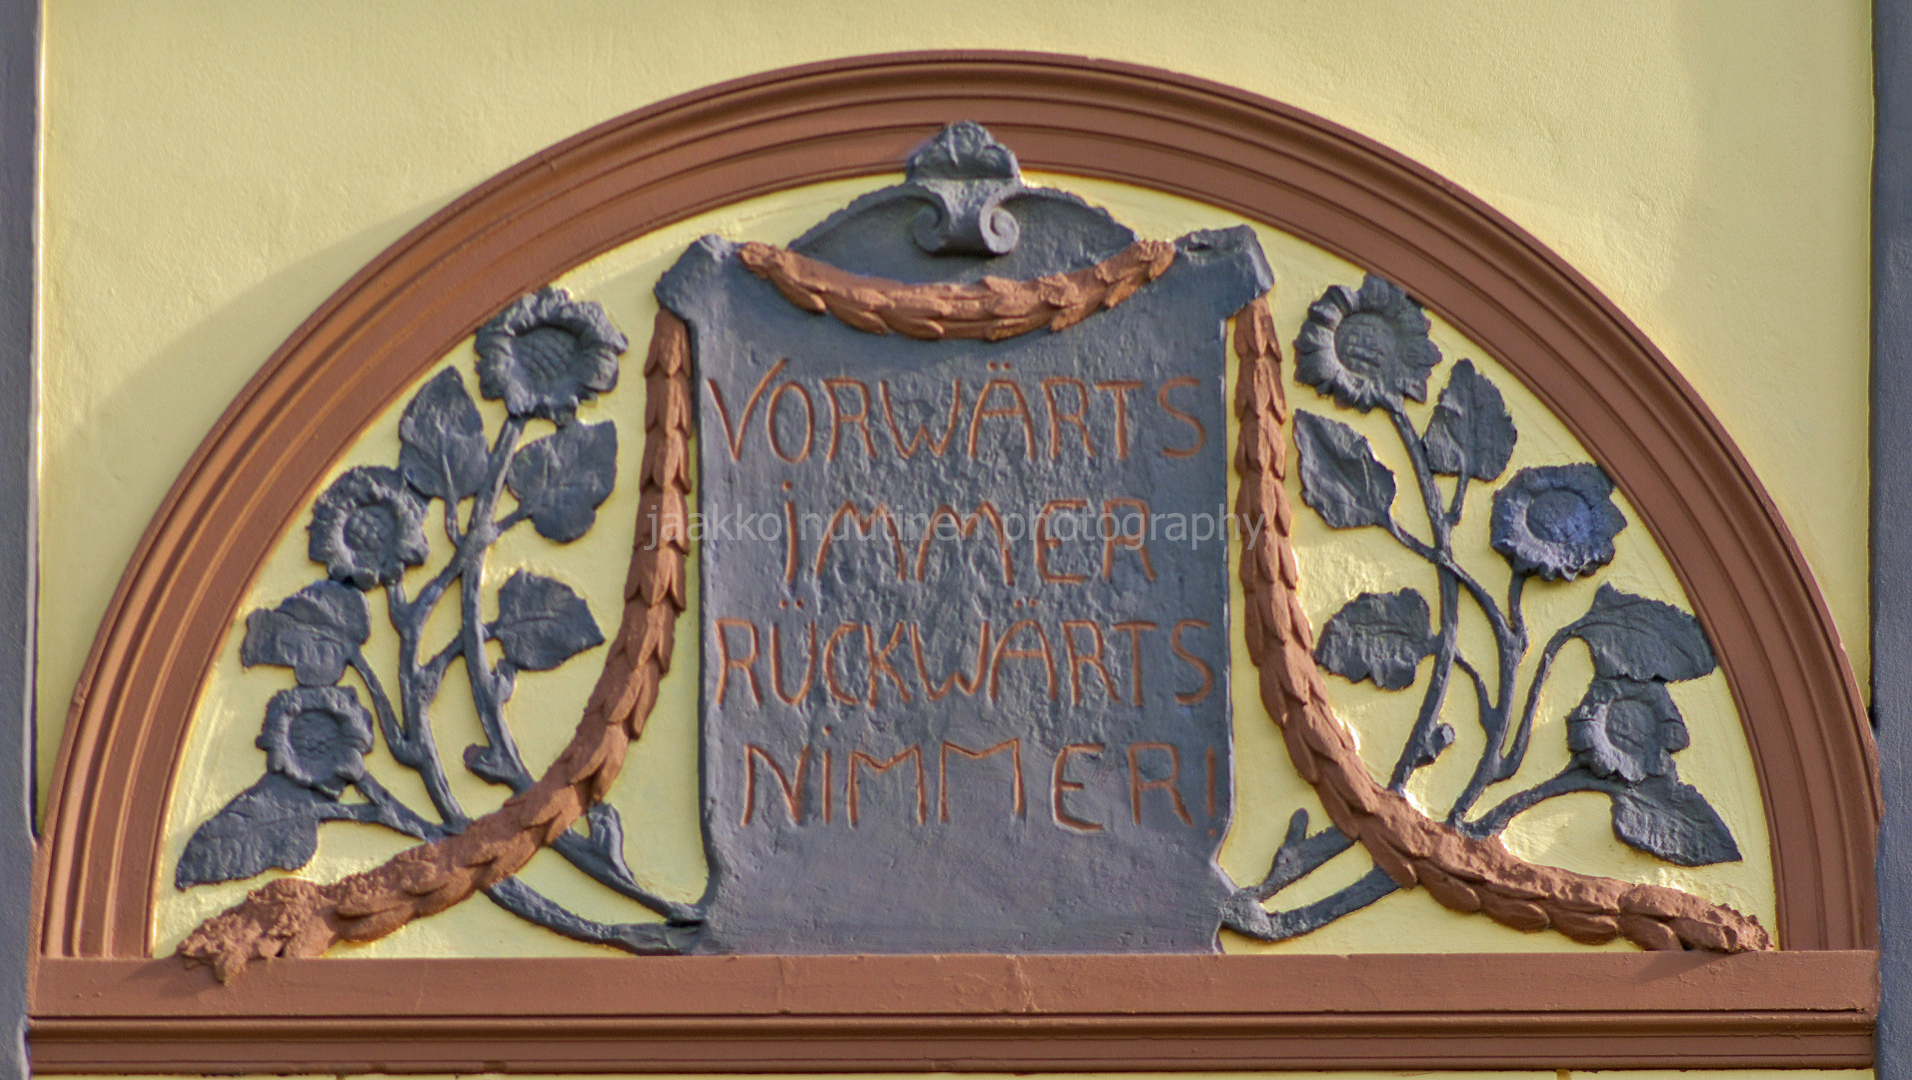 VORWÄRTS
iMMER
jaakko nuutinen photography
RÜCKWÄRTS
NiMMER!